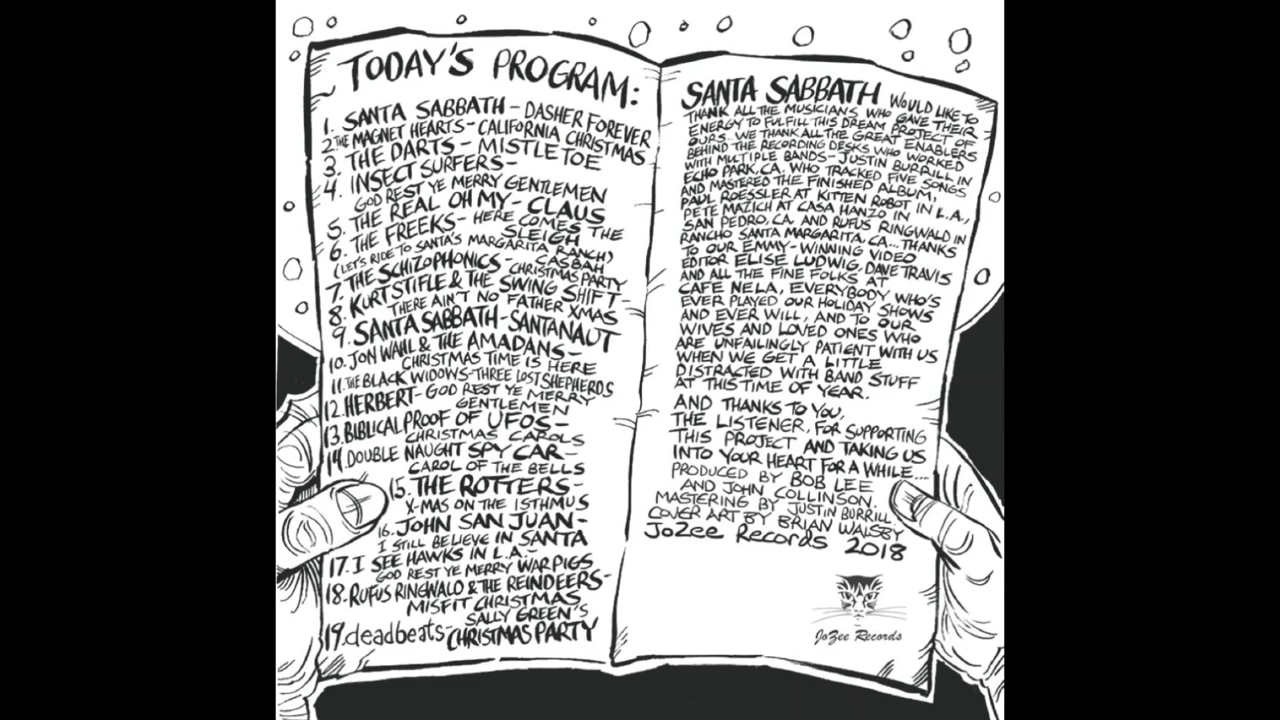 TODAY'S PROGRAM:
1. SANTA SABBATH - DASHER FOREVER
2. THE MAGNET HEARTS - CALIFORNIA CHRISTMAS
3. THE DARTS - MISTLETOE
4. INSECT SURFERS -
GOD REST YE MERRY GENTLEMEN
5. THE REAL OH MY - CLAUS
6. THE FREEKS - HERE COMES THE
SLEIGH
(LET'S RIDE TO SANTA'S MARGARITA RANCH)
7. THE SCHIZOPHONICS - CASBAH
CHRISTMAS PARTY
8. KURT STIFLE & THE SWING SHIFT -
THERE AIN'T NO FATHER XMAS
9. SANTA SABBATH - SANTANAUT
10. JON WAHL & THE AMADANS -
CHRISTMAS TIME IS HERE
11. THE BLACK WIDOWS - THREE LOST SHEPHERDS
12. HERBERT - GOD REST YE MERRY
GENTLEMEN
13. BIBLICAL PROOF OF UFOS -
CHRISTMAS CAROLS
14. DOUBLE NAUGHT SPY CAR -
CAROL OF THE BELLS
15. THE ROTTERS -
X-MAS ON THE ISTHMUS
16. JOHN SAN JUAN -
I STILL BELIEVE IN SANTA
17. I SEE HAWKS IN L.A. -
GOD REST YE MERRY WAR PIGS
18. RUFUS RINGWALD & THE REINDEERS -
MISFIT CHRISTMAS
19. deadbeats - SALLY GREEN'S
CHRISTMAS PARTY
SANTA SABBATH WOULD LIKE TO
THANK ALL THE MUSICIANS WHO GAVE THEIR
ENERGY TO FULFILL THIS DREAM PROJECT OF
OURS. WE THANK ALL THE GREAT ENABLERS
BEHIND THE RECORDING DESKS WHO WORKED
WITH MULTIPLE BANDS - JUSTIN BURRILL IN
ECHO PARK, CA. WHO TRACKED FIVE SONGS
AND MASTERED THE FINISHED ALBUM,
PAUL ROESSLER AT KITTEN ROBOT IN L.A.,
PETE MAZICH AT CASA HANZO IN
SAN PEDRO, CA. AND RUFUS RINGWALD IN
RANCHO SANTA MARGARITA, CA... THANKS
TO OUR EMMY-WINNING VIDEO
EDITOR ELISE LUDWIG, DAVE TRAVIS
AND ALL THE FINE FOLKS AT
CAFE NELA, EVERYBODY WHO'S
EVER PLAYED OUR HOLIDAY SHOWS
AND EVER WILL, AND TO OUR
WIVES AND LOVED ONES WHO
ARE UNFAILINGLY PATIENT WITH US
WHEN WE GET A LITTLE
DISTRACTED WITH BAND STUFF
AT THIS TIME OF YEAR.
AND THANKS TO YOU,
THE LISTENER, FOR SUPPORTING
THIS PROJECT AND TAKING US
INTO YOUR HEART FOR A WHILE...
PRODUCED BY BOB LEE
AND JOHN COLLINSON.
MASTERING BY JUSTIN BURRILL
COVER ART BY BRIAN WALSBY
JoZee Records 2018
JoZee Records